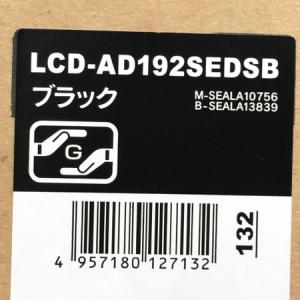 LCD-AD192SEDSB
ブラック
M-SEALA10756
B-SEALA13839
G
132
4 957180 127132